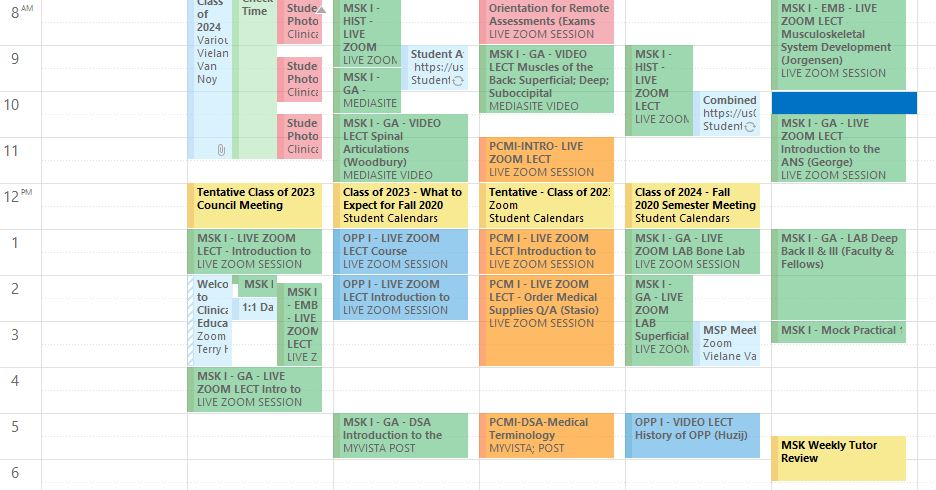 8 AM
9
10
11
12 PM
1
2
3
4
5
6
Class
of
2024
Variou
Vielan
Van
Noy
Check
Time
Stude
Photo
Clinica
Stude
Photo
Clinica
Stude
Photo
Clinica
Tentative Class of 2023
Council Meeting
MSK I - LIVE ZOOM
LECT - Introduction to
LIVE ZOOM SESSION
Welco
to
Clinica
Educa
Zoom
Terry H
MSK I
1:1 Da
MSK I
- EMB
- LIVE
ZOOM
LECT
LIVE Z
MSK I - GA - LIVE
ZOOM LECT Intro to
LIVE ZOOM SESSION
MSK I -
HIST -
LIVE
ZOOM
LECT
LIVE ZOON
MSK I -
GA -
MEDIASITE
Student A
https://us
Student
MSK I - GA - VIDEO
LECT Spinal
Articulations
(Woodbury)
MEDIASITE VIDEO
Class of 2023 - What to
Expect for Fall 2020
Student Calendars
OPP I - LIVE ZOOM
LECT Course
LIVE ZOOM SESSION
OPP I - LIVE ZOOM
LECT Introduction to
LIVE ZOOM SESSION
MSK I - GA - DSA
Introduction to the
MYVISTA POST
Orientation for Remote
Assessments (Exams
LIVE ZOOM SESSION
MSK I - GA - VIDEO
LECT Muscles of the
Back: Superficial; Deep;
Suboccipital
MEDIASITE VIDEO
PCMI-INTRO- LIVE
ZOOM LECT
LIVE ZOOM SESSION
Tentative - Class of 202
Zoom
Student Calendars
PCM I - LIVE ZOOM
LECT Introduction to
LIVE ZOOM SESSION
PCM I - LIVE ZOOM
LECT - Order Medical
Supplies Q/A (Stasio)
LIVE ZOOM SESSION
PCMI-DSA-Medical
Terminology
MYVISTA; POST
MSK I -
HIST -
LIVE
ZOOM
LECT
LIVE ZOON
Combined
https://us
Student
Class of 2024 - Fall
2020 Semester Meeting
Student Calendars
MSK I - GA - LIVE
ZOOM LAB Bone Lab
LIVE ZOOM SESSION
MSK I -
GA - LIVE
ZOOM
LAB
Superficial
LIVE ZOON
MSP Meet
Zoom
Vielane Va
OPP I - VIDEO LECT
History of OPP (Huzij)
MSK I - EMB - LIVE
ZOOM LECT
Musculoskeletal
System Development
(Jorgensen)
LIVE ZOOM SESSION
MSK I - GA - LIVE
ZOOM LECT
Introduction to the
ANS (George)
LIVE ZOOM SESSION
MSK I - GA - LAB Deep
Back II & III (Faculty &
Fellows)
MSK I - Mock Practical
MSK Weekly Tutor
Review